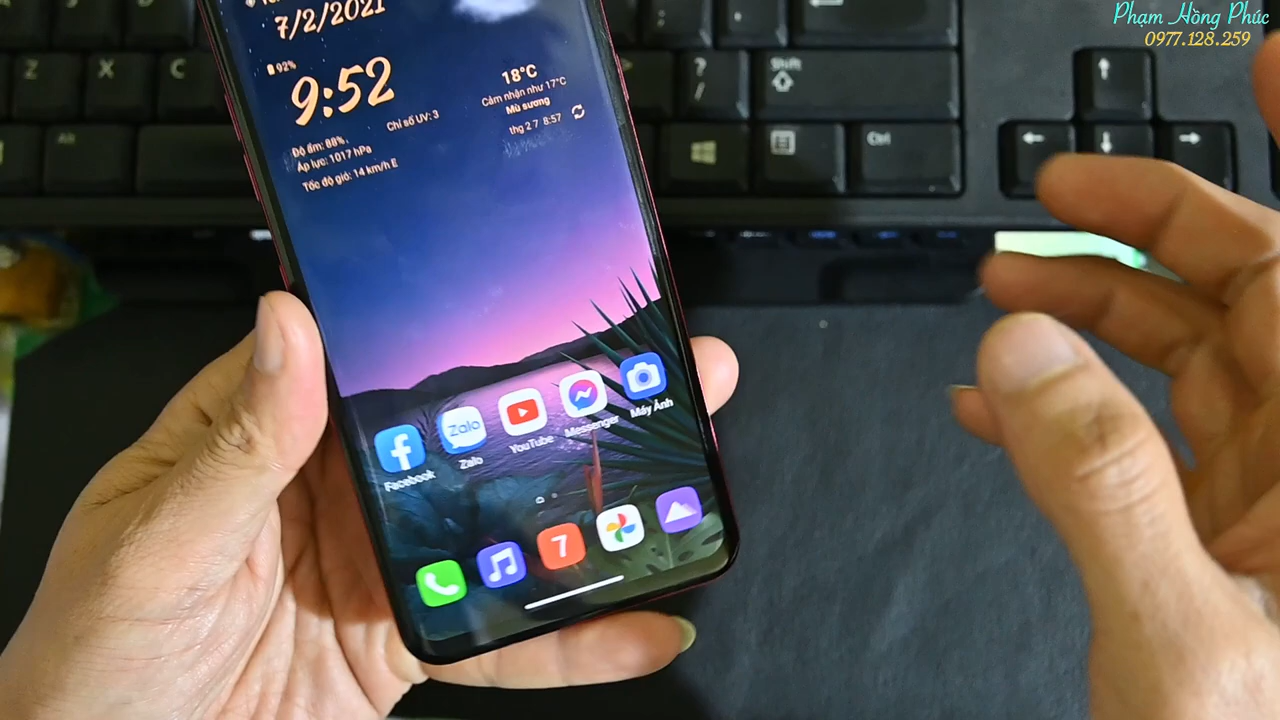 Phạm Hồng Phúc
0977.128.259
7/2/2021
92%
9:52
18°C
Cảm nhận như 17°C
Mù sương
thg 2 7 8:57
Chỉ số UV: 3
Độ ẩm: 88%,
Áp lực: 1017 hPa
Tốc độ gió: 14 km/h E
Facebook
Zalo
Zalo
YouTube
Messenger
Máy Ảnh
7
Z
X
C
Alt
?
/
Shift
Ctrl